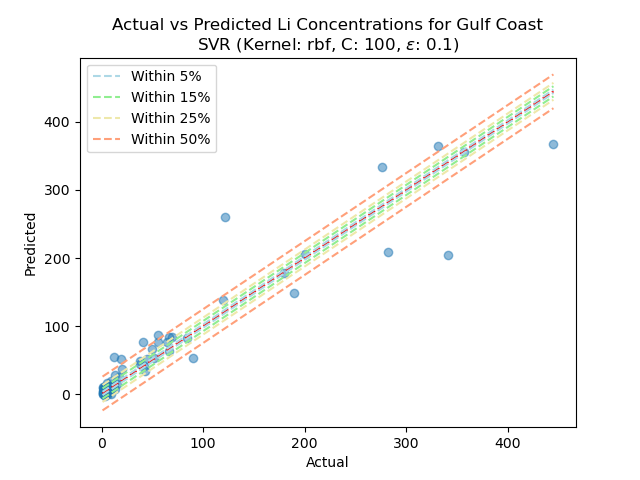 Actual vs Predicted Li Concentrations for Gulf Coast
SVR (Kernel: rbf, C: 100, ε: 0.1)
Within 5%
Within 15%
Within 25%
Within 50%
Predicted
400
300
200
100
0
0 100 200 300 400
Actual